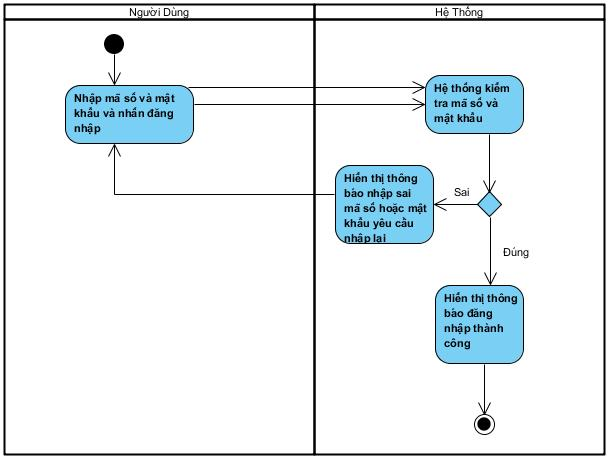 Người Dùng
Hệ Thống
Nhập mã số và mật
khẩu và nhấn đăng
nhập
Hệ thống kiểm
tra mã số và
mật khẩu
Hiển thị thông
báo nhập sai
mã số hoặc mật
khẩu yêu cầu
nhập lại
Sai
Đúng
Hiển thị thông
báo đăng
nhập thành
công